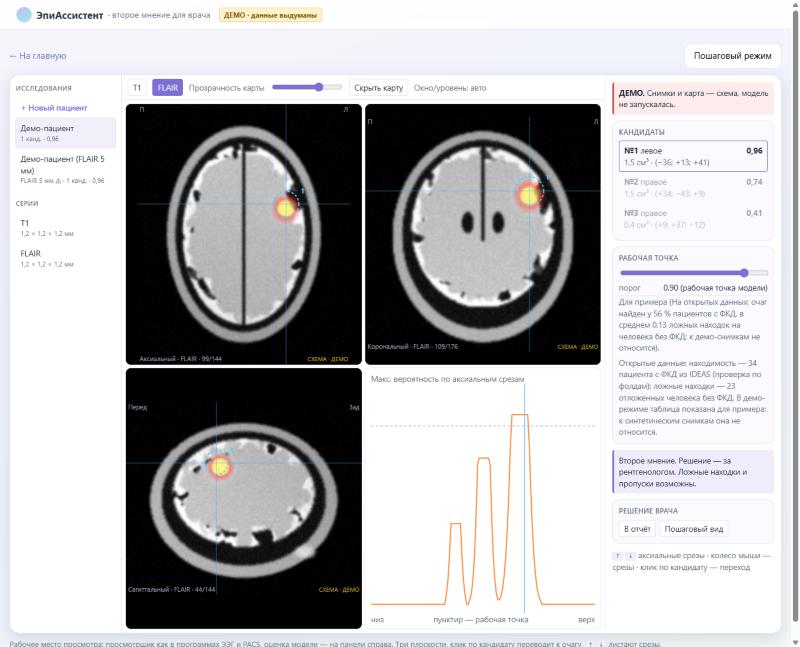 ЭпиАссистент · второе мнение для врача ДЕМО · данные выдуманы
← На главную
Пошаговый режим
ИССЛЕДОВАНИЯ
+ Новый пациент
Демо-пациент
1 канд. · 0,96
Демо-пациент (FLAIR 5
мм)
FLAIR 5 мм ⚠ · 1 канд. · 0,96
СЕРИИ
T1
1,2 × 1,2 × 1,2 мм
FLAIR
1,2 × 1,2 × 1,2 мм
T1 FLAIR Прозрачность карты Скрыть карту Окно/уровень: авто
П Л
Аксиальный · FLAIR · 99/144 СХЕМА · ДЕМО
П Л
Корональный · FLAIR · 109/176 СХЕМА · ДЕМО
Перед Зад
Сагиттальный · FLAIR · 44/144 СХЕМА · ДЕМО
Макс. вероятность по аксиальным срезам
низ пунктир — рабочая точка верх
ДЕМО. Снимки и карта — схема, модель
не запускалась.
КАНДИДАТЫ
№1 левое 0,96
1,5 см³ · (−36; +13; +41)
№2 правое 0,74
1,5 см³ · (+34; −43; +9)
№3 правое 0,41
0,4 см³ · (+9; +37; −12)
РАБОЧАЯ ТОЧКА
порог 0.90 (рабочая точка модели)
Для примера (На открытых данных: очаг
найден у 56 % пациентов с ФКД, в
среднем 0.13 ложных находок на
человека без ФКД; к демо-снимкам не
относится).
Открытые данные: находимость — 34
пациента с ФКД из IDEAS (проверка по
фолдам); ложные находки — 23
отложенных человека без ФКД. В демо-
режиме таблица показана для примера:
к синтетическим снимкам она не
относится.
Второе мнение. Решение — за
рентгенологом. Ложные находки и
пропуски возможны.
РЕШЕНИЕ ВРАЧА
В отчёт Пошаговый вид
↑ ↓ аксиальные срезы · колесо мыши —
срезы · клик по кандидату — переход
Рабочее место просмотра: просмотрщик как в программах ЭЭГ и PACS, оценка модели — на панели справа. Три плоскости, клик по кандидату переводит к очагу, ↑ ↓ листают срезы.